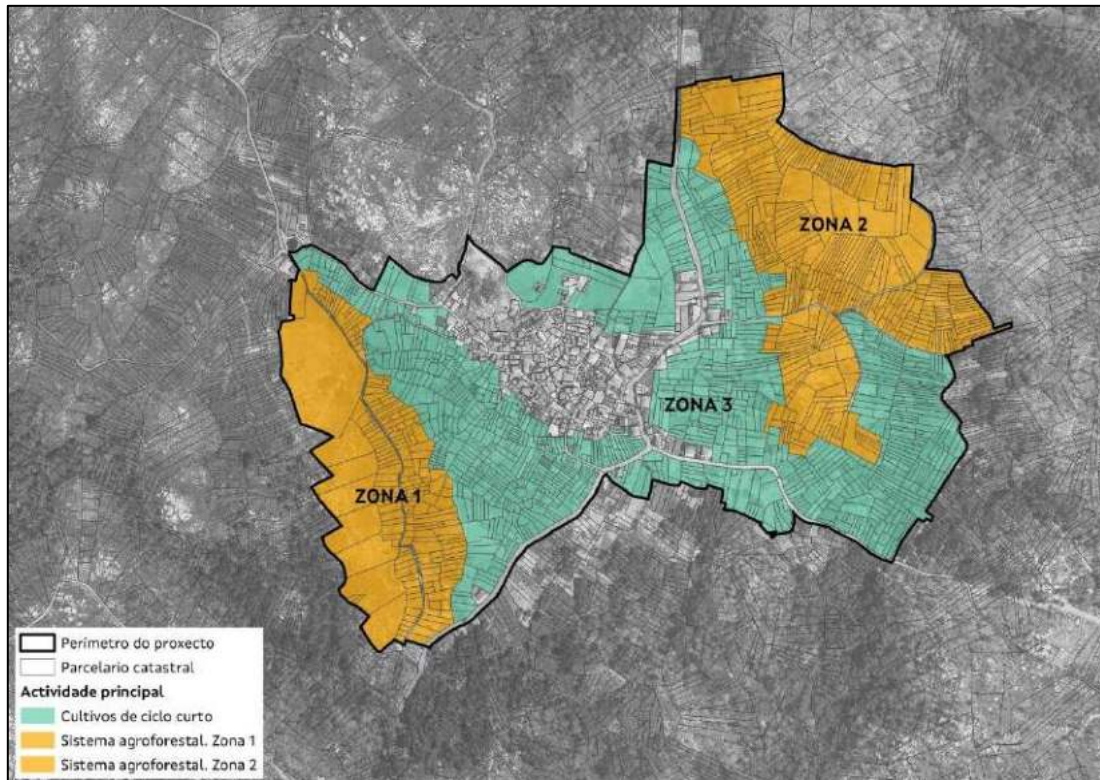 ZONA 2
ZONA 3
ZONA 1
Perímetro do proxecto
Parcelario catastral
Actividade principal
Cultivos de ciclo curto
Sistema agroforestal. Zona 1
Sistema agroforestal. Zona 2